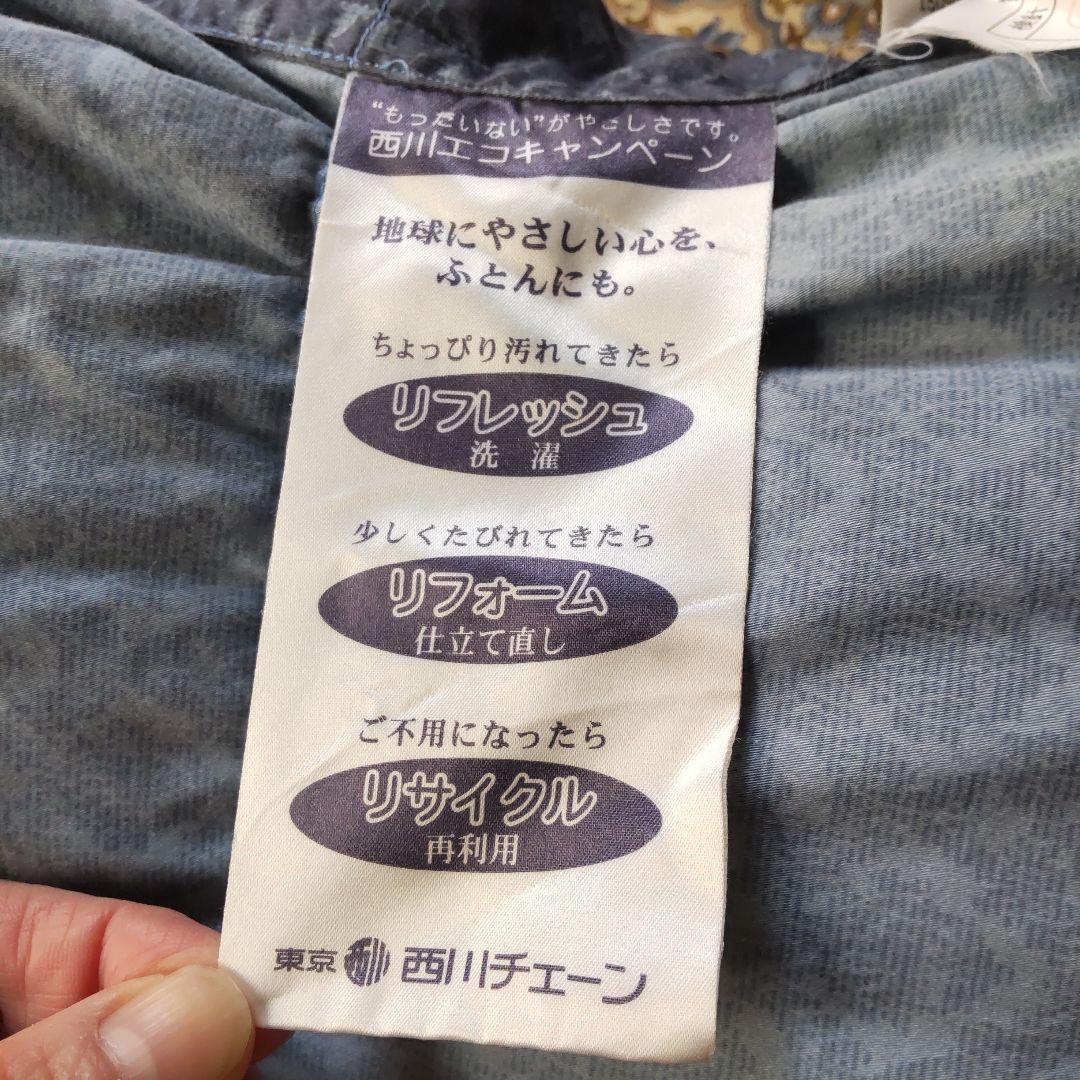 “もったいない”がやさしさです。
西川エコキャンペーン
地球にやさしい心を、
ふとんにも。
ちょっぴり汚れてきたら
リフレッシュ
洗 濯
少しくたびれてきたら
リフォーム
仕立て直し
ご不用になったら
リサイクル
再利用
東京 西川 西川チェーン